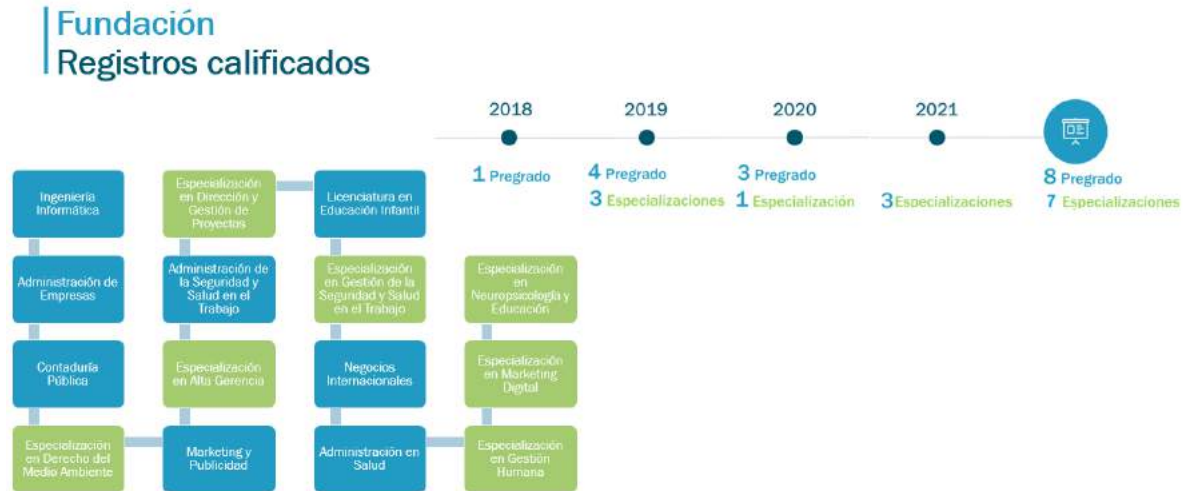 Fundación
Registros calificados
2018
2019
2020
2021
1 Pregrado
4 Pregrado
3 Especializaciones
3 Pregrado
1 Especialización
3 Especializaciones
8 Pregrado
7 Especializaciones
Ingeniería
Informática
Administración de
Empresas
Contaduría
Pública
Especialización
en Derecho del
Medio Ambiente
Marketing y
Publicidad
Especialización
en Alta Gerencia
Administración de
la Seguridad y
Salud en el
Trabajo
Especialización
en Dirección y
Gestión de
Proyectos
Licenciatura en
Educación Infantil
Especialización
en Gestión de la
Seguridad y Salud
en el Trabajo
Negocios
Internacionales
Administración en
Salud
Especialización
en Gestión
Humana
Especialización
en Marketing
Digital
Especialización
en
Neuropsicología y
Educación